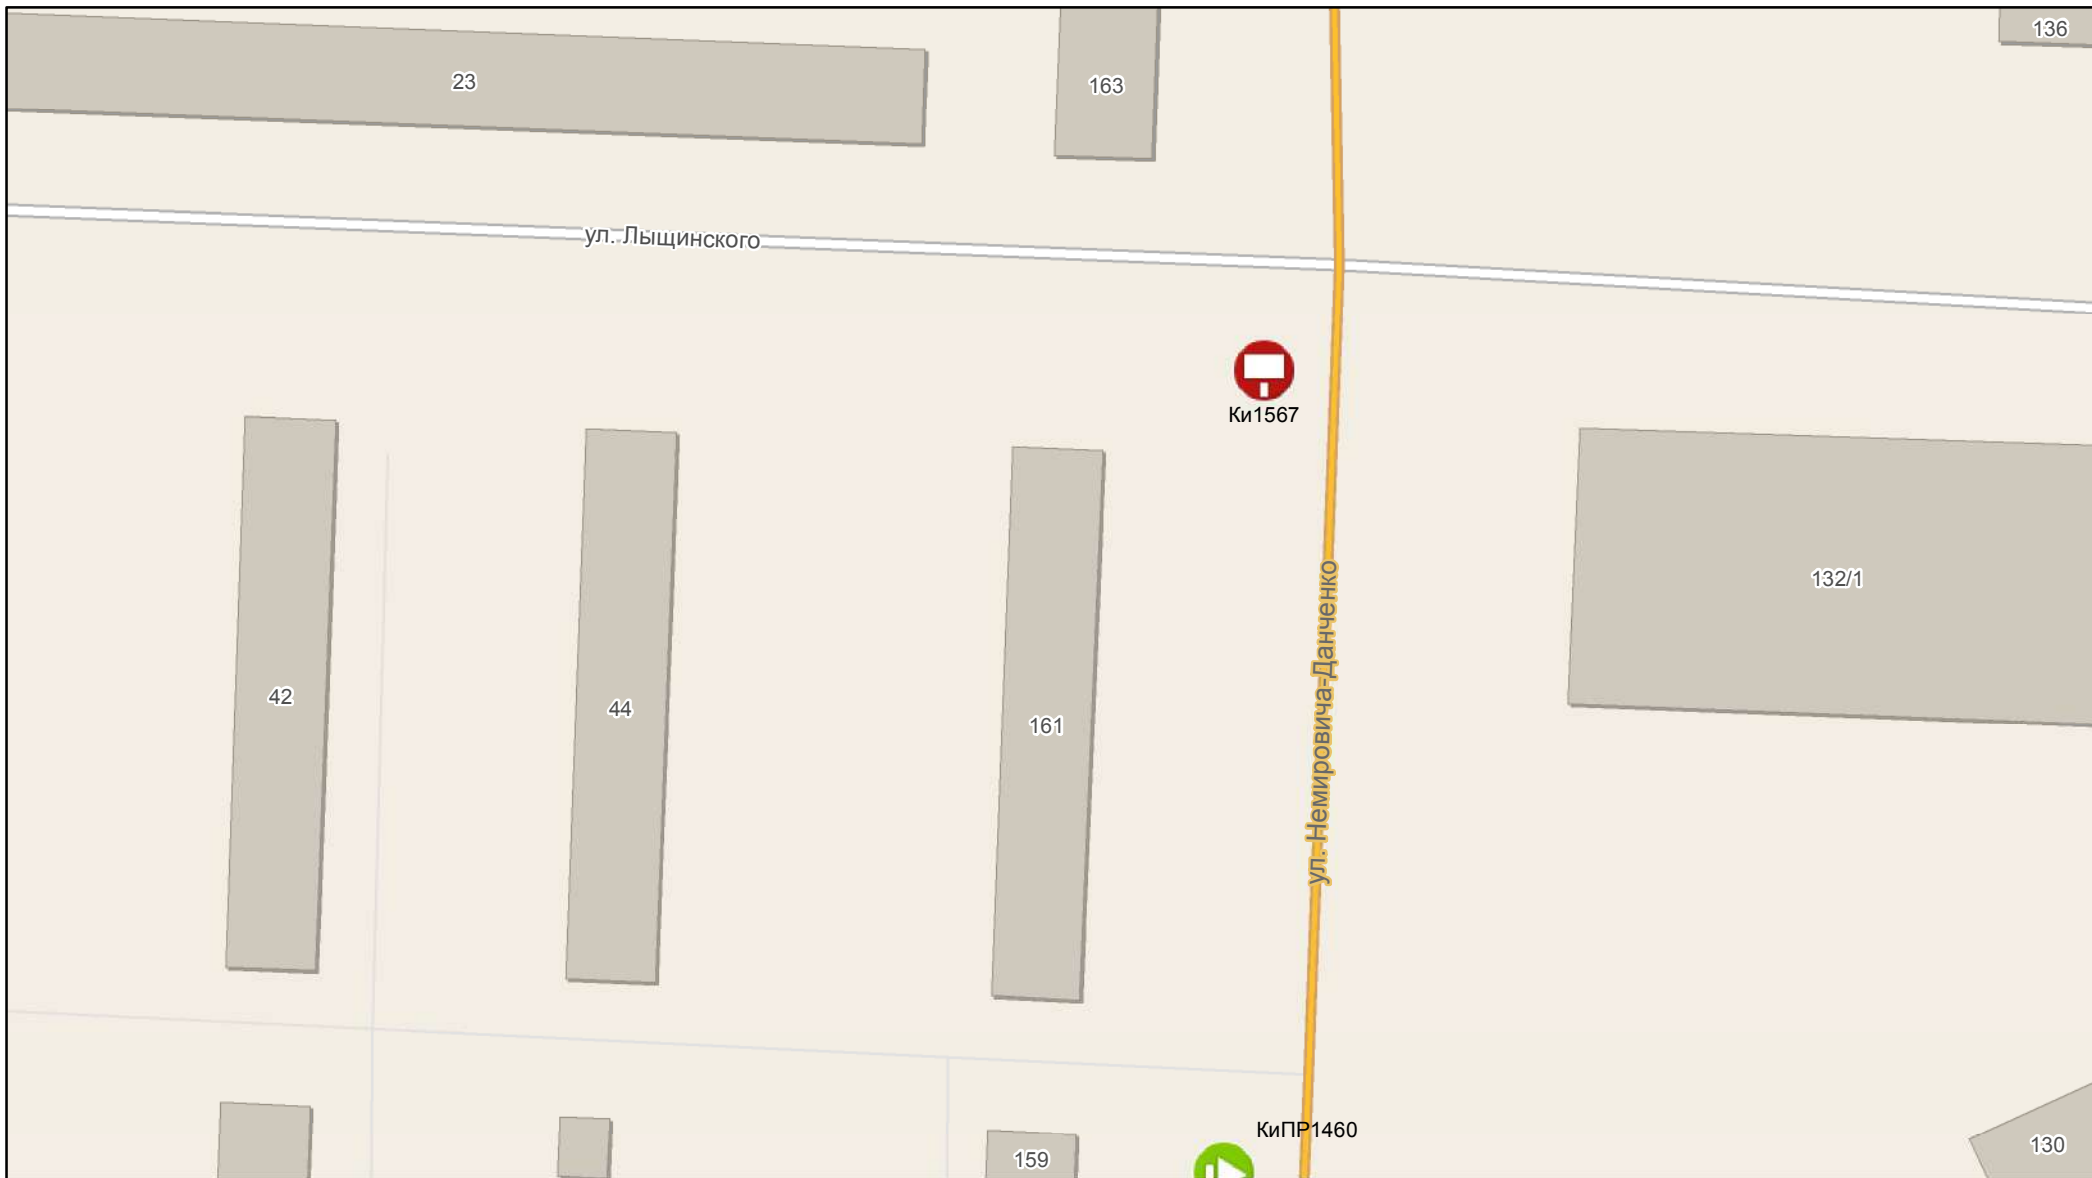 136
23
163
ул. Лыщинского
Ки1567
132/1
ул. Немировича-Данченко
42
44
161
КиПР1460
159
130